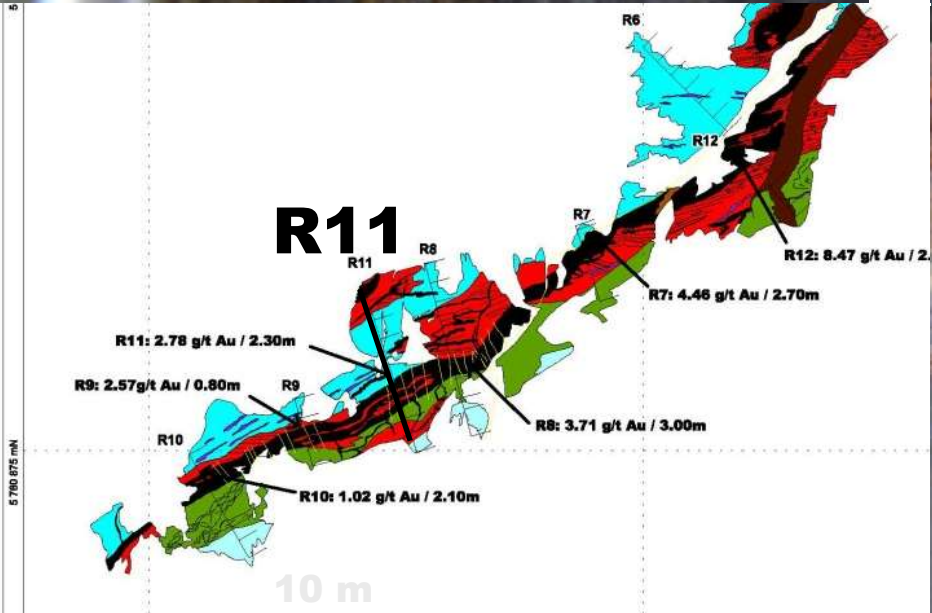 R6
R12
R11
R7
R8
R11
R12: 8.47 g/t Au / 2.
R7: 4.46 g/t Au / 2.70m
R11: 2.78 g/t Au / 2.30m
R9: 2.57g/t Au / 0.80m
R9
R8: 3.71 g/t Au / 3.00m
R10
R10: 1.02 g/t Au / 2.10m
5 760 875 mN
10 m